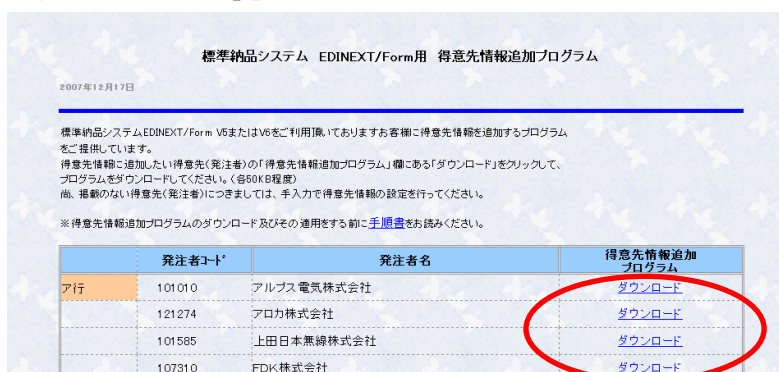 標準納品システム EDINEXT/Form用 得意先情報追加プログラム
2007年12月17日
標準納品システムEDINEXT/Form V5またはV6をご利用頂いておりますお客様に得意先情報を追加するプログラム
をご提供しています。
得意先情報に追加したい得意先(発注者)の「得意先情報追加プログラム」欄にある「ダウンロード」をクリックして、
プログラムをダウンロードしてください。(各50KB程度)
尚、掲載のない得意先(発注者)につきましては、手入力で得意先情報の設定を行ってください。
※得意先情報追加プログラムのダウンロード及びその適用をする前に手順書をお読みください。
発注者コード 発注者名 得意先情報追加
プログラム
ア行 101010 アルプス電気株式会社 ダウンロード
121274 アロカ株式会社 ダウンロード
101585 上田日本無線株式会社 ダウンロード
107310 FDK株式会社 ダウンロード